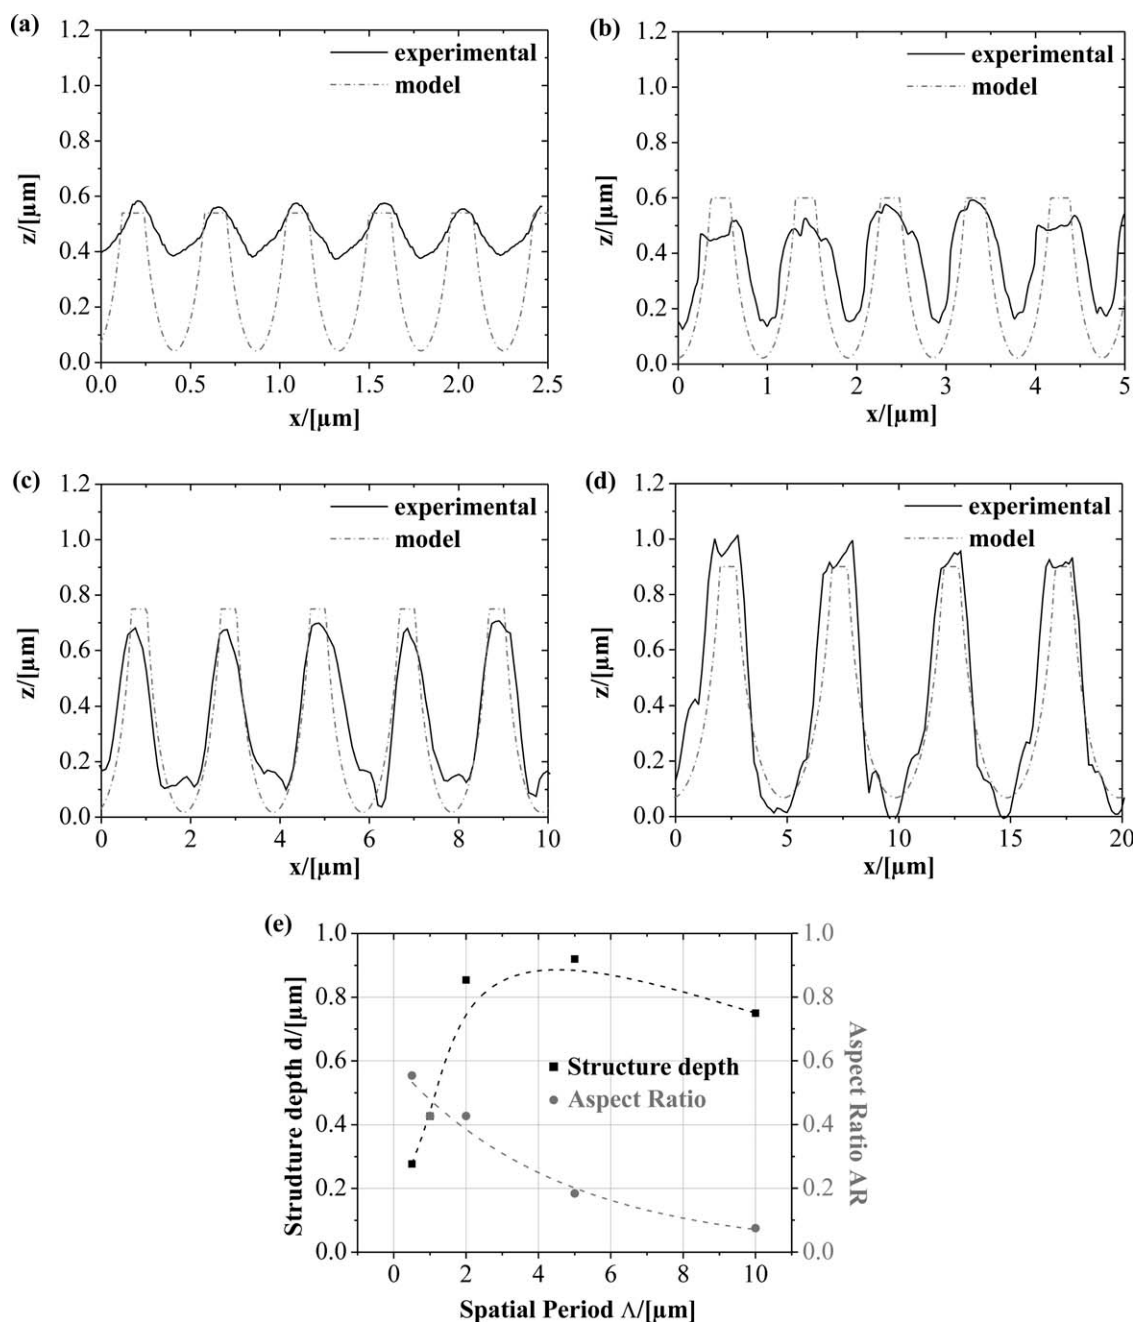 (a)
experimental
model
z/[µm]
1.2
1.0
0.8
0.6
0.4
0.2
0.0
0.0 0.5 1.0 1.5 2.0 2.5
x/[µm]
(b)
experimental
model
z/[µm]
1.2
1.0
0.8
0.6
0.4
0.2
0.0
0 1 2 3 4 5
x/[µm]
(c)
experimental
model
z/[µm]
1.2
1.0
0.8
0.6
0.4
0.2
0.0
0 2 4 6 8 10
x/[µm]
(d)
experimental
model
z/[µm]
1.2
1.0
0.8
0.6
0.4
0.2
0.0
0 5 10 15 20
x/[µm]
(e)
Strudture depth d/[µm]
1.0
0.8
0.6
0.4
0.2
0.0
Structure depth
Aspect Ratio
1.0
0.8
0.6
0.4
0.2
0.0
Aspect Ratio AR
0 2 4 6 8 10
Spatial Period Λ/[µm]